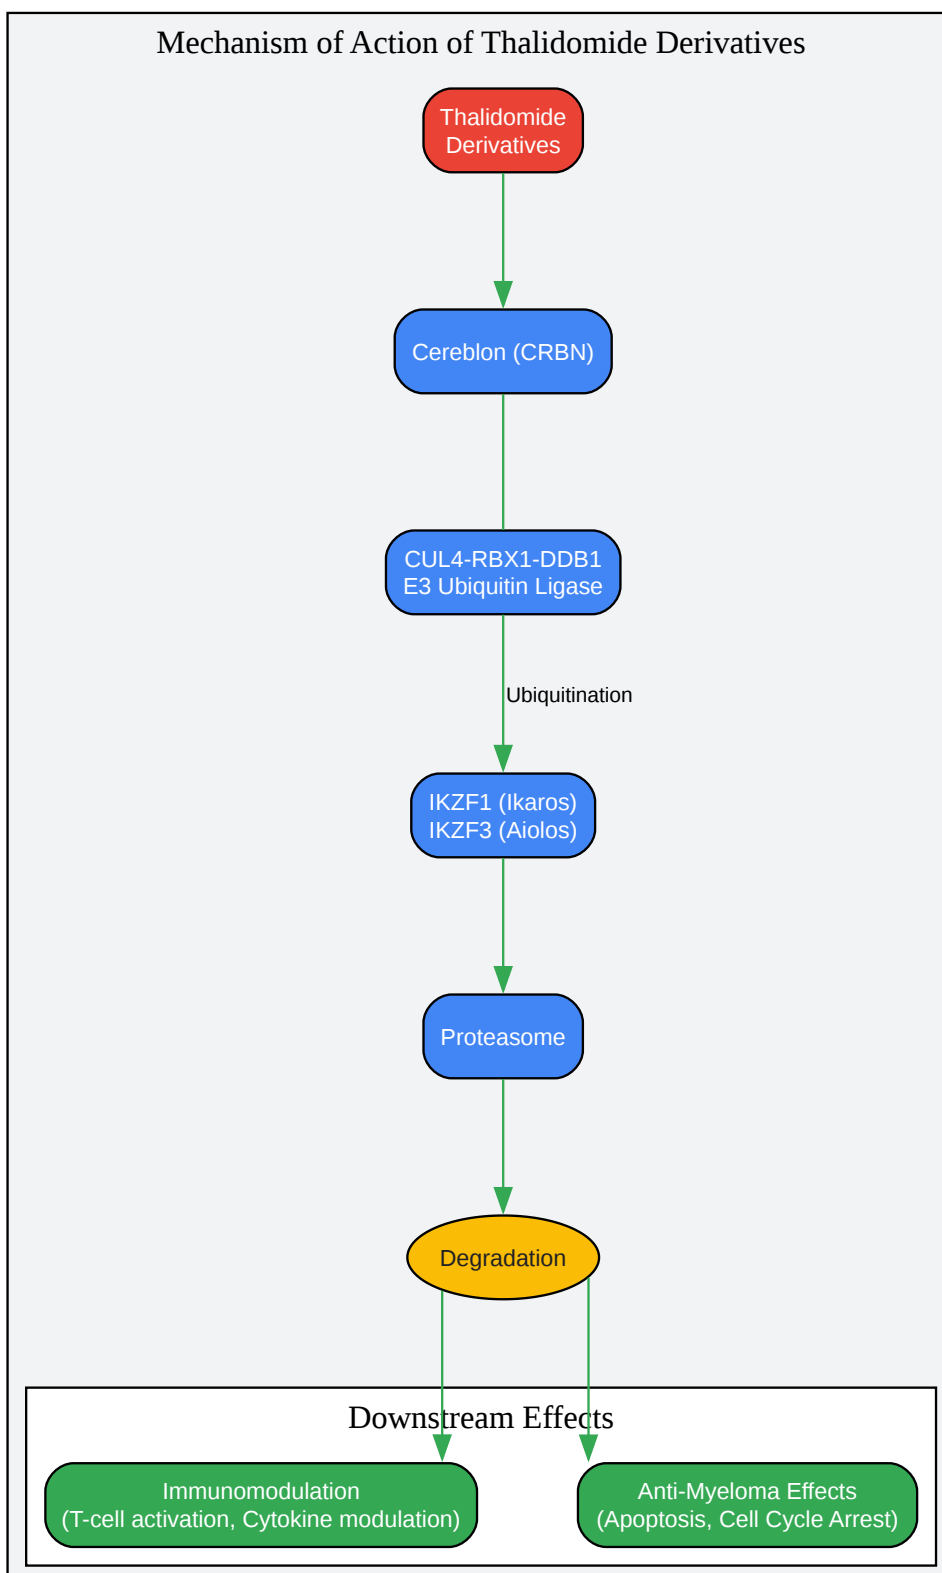 Mechanism of Action of Thalidomide Derivatives
Thalidomide
Derivatives
Cereblon (CRBN)
CUL4-RBX1-DDB1
E3 Ubiquitin Ligase
Ubiquitination
IKZF1 (Ikaros)
IKZF3 (Aiolos)
Proteasome
Degradation
Downstream Effects
Immunomodulation
(T-cell activation, Cytokine modulation)
Anti-Myeloma Effects
(Apoptosis, Cell Cycle Arrest)